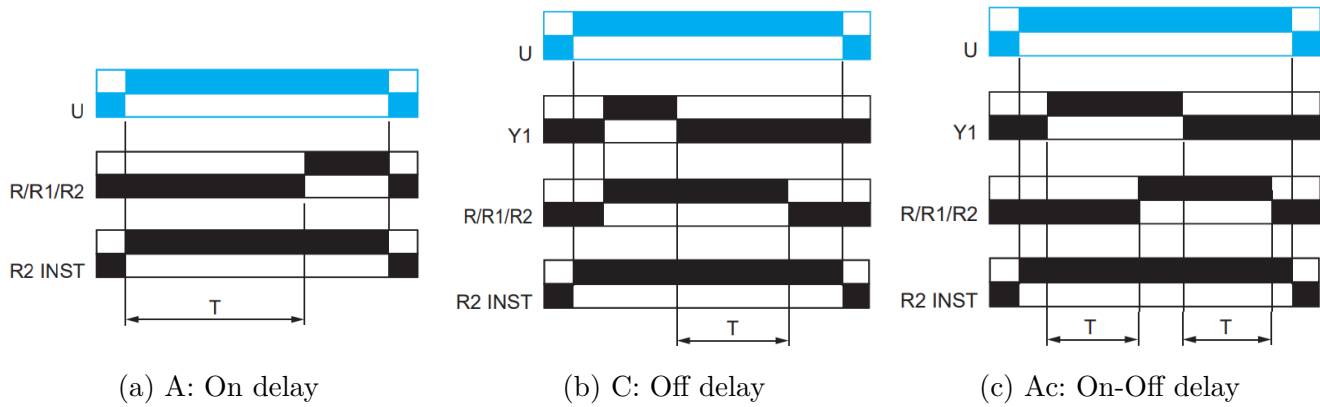 U
R/R1/R2
R2 INST
T
(a) A: On delay
U
Y1
R/R1/R2
R2 INST
T
(b) C: Off delay
U
Y1
R/R1/R2
R2 INST
T T
(c) Ac: On-Off delay